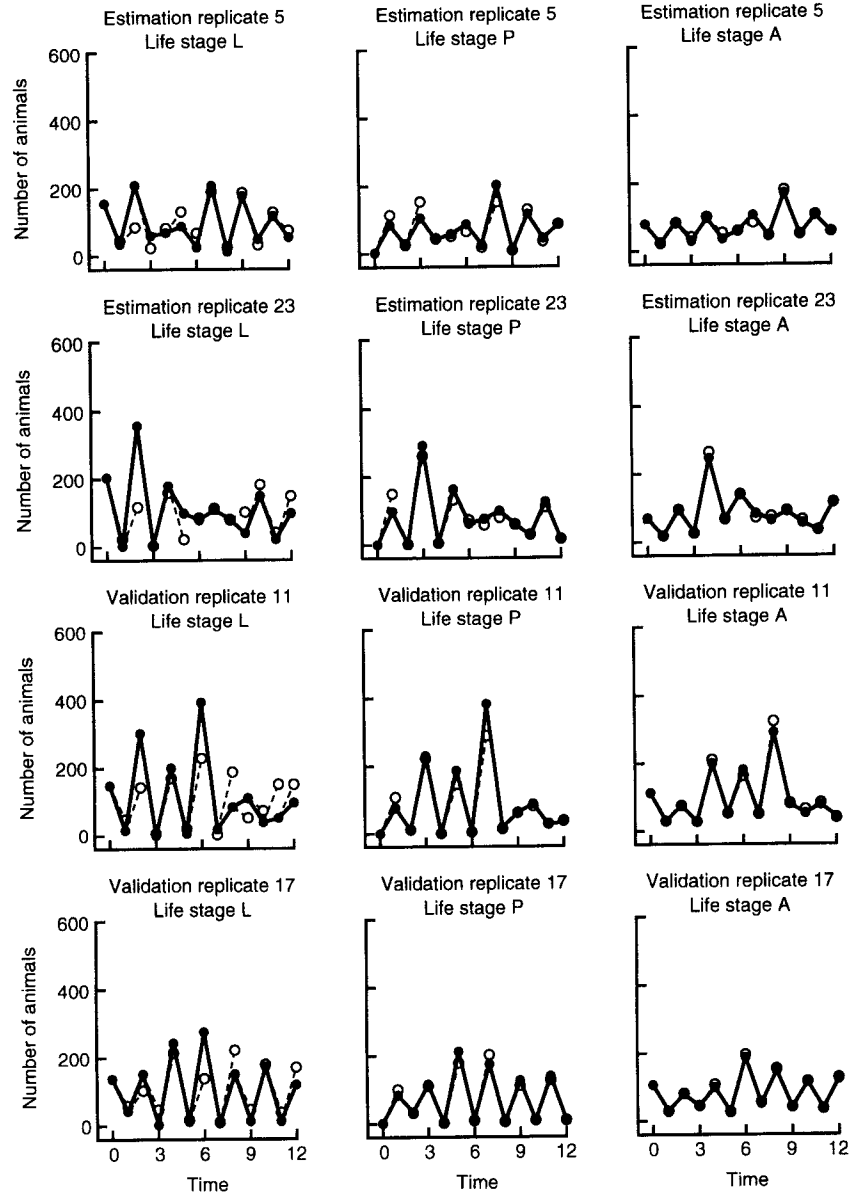 Estimation replicate 5
Life stage L
Estimation replicate 5
Life stage P
Estimation replicate 5
Life stage A
Number of animals
600
400
200
0
Estimation replicate 23
Life stage L
Estimation replicate 23
Life stage P
Estimation replicate 23
Life stage A
Number of animals
600
400
200
0
Validation replicate 11
Life stage L
Validation replicate 11
Life stage P
Validation replicate 11
Life stage A
Number of animals
600
400
200
0
Validation replicate 17
Life stage L
Validation replicate 17
Life stage P
Validation replicate 17
Life stage A
Number of animals
600
400
200
0
0 3 6 9 12
Time
0 3 6 9 12
Time
0 3 6 9 12
Time